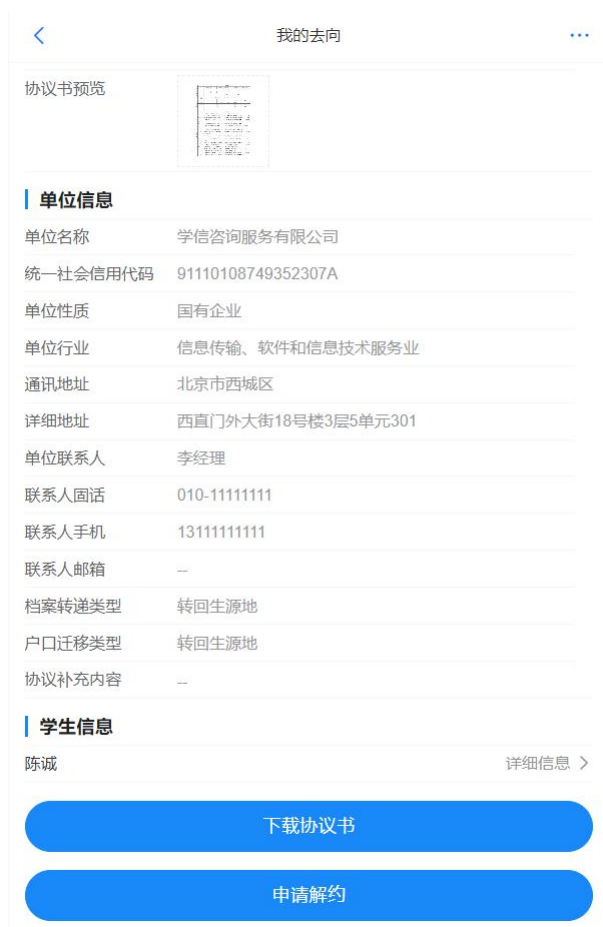 我的去向
协议书预览
单位信息
单位名称 学信咨询服务有限公司
统一社会信用代码 91110108749352307A
单位性质 国有企业
单位行业 信息传输、软件和信息技术服务业
通讯地址 北京市西城区
详细地址 西直门外大街18号楼3层5单元301
单位联系人 李经理
联系人固话 010-11111111
联系人手机 13111111111
联系人邮箱 --
档案转递类型 转回生源地
户口迁移类型 转回生源地
协议补充内容 --
学生信息
陈诚 详细信息
下载协议书
申请解约